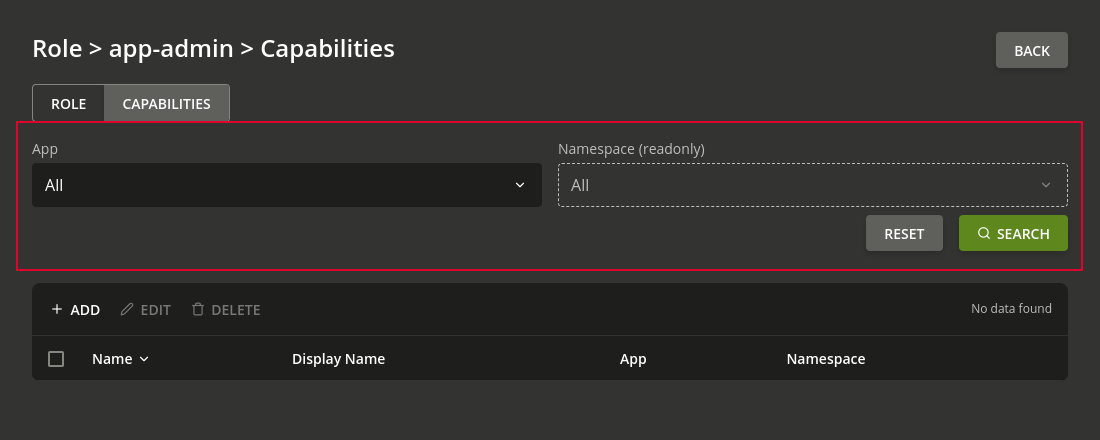 Role > app-admin > Capabilities
BACK
ROLE
CAPABILITIES
App
Namespace (readonly)
All
All
RESET
SEARCH
ADD
EDIT
DELETE
No data found
Name
Display Name
App
Namespace